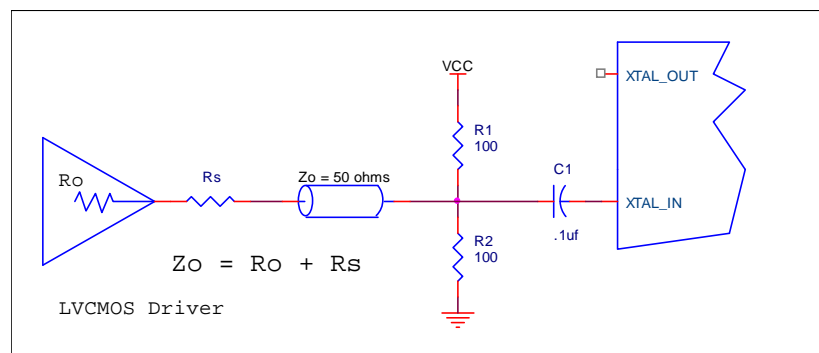 VCC
XTAL_OUT
R1
100
C1
Ro
Rs
Zo = 50 ohms
XTAL_IN
R2
100
.1uf
Zo = Ro + Rs
LVCMOS Driver